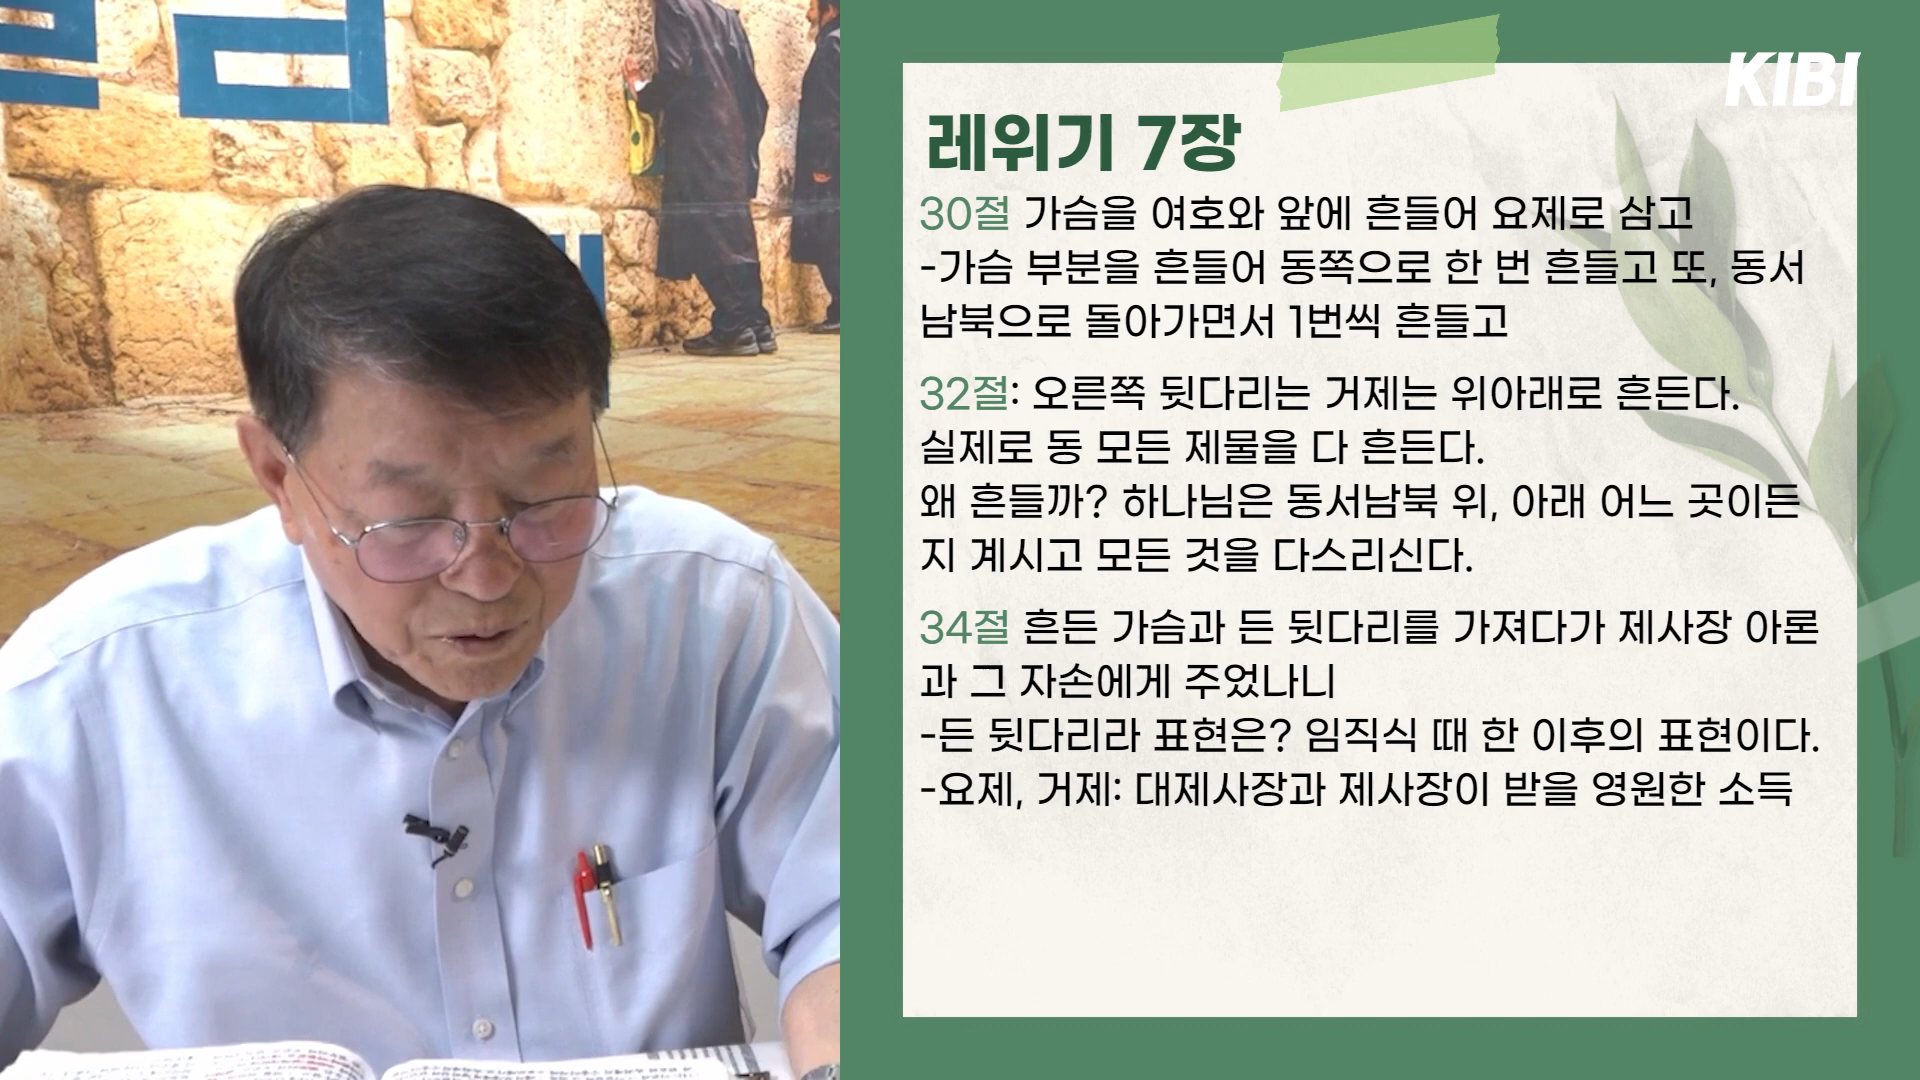 KIBI
레위기 7장
30절 가슴을 여호와 앞에 흔들어 요제로 삼고
-가슴 부분을 흔들어 동쪽으로 한 번 흔들고 또, 동서
남북으로 돌아가면서 1번씩 흔들고
32절: 오른쪽 뒷다리는 거제는 위아래로 흔든다.
실제로 동 모든 제물을 다 흔든다.
왜 흔들까? 하나님은 동서남북 위, 아래 어느 곳이든
지 계시고 모든 것을 다스리신다.
34절 흔든 가슴과 든 뒷다리를 가져다가 제사장 아론
과 그 자손에게 주었나니
-든 뒷다리라 표현은? 임직식 때 한 이후의 표현이다.
-요제, 거제: 대제사장과 제사장이 받을 영원한 소득